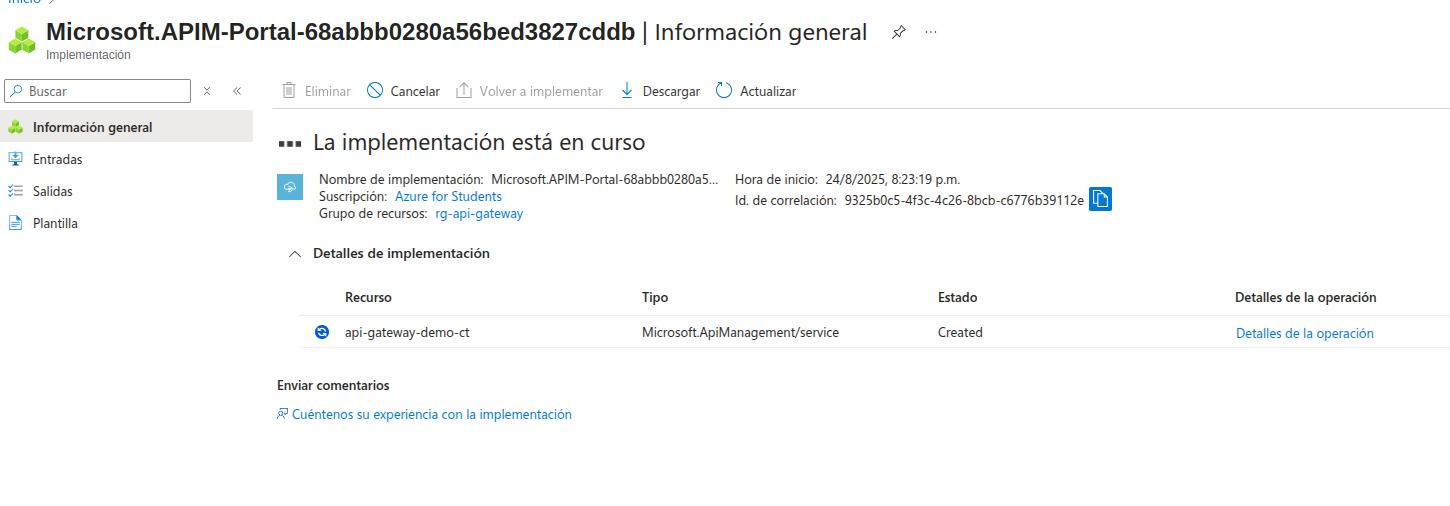 Inicio
Microsoft.APIM-Portal-68abbb0280a56bed3827cddb | Información general
Implementación
Buscar
Eliminar Cancelar Volver a implementar Descargar Actualizar
Información general
Entradas
Salidas
Plantilla
La implementación está en curso
Nombre de implementación: Microsoft.APIM-Portal-68abbb0280a5... Hora de inicio: 24/8/2025, 8:23:19 p.m.
Suscripción: Azure for Students Id. de correlación: 9325b0c5-4f3c-4c26-8bcb-c6776b39112e
Grupo de recursos: rg-api-gateway
Detalles de implementación
Recurso Tipo Estado Detalles de la operación
api-gateway-demo-ct Microsoft.ApiManagement/service Created Detalles de la operación
Enviar comentarios
Cuéntenos su experiencia con la implementación